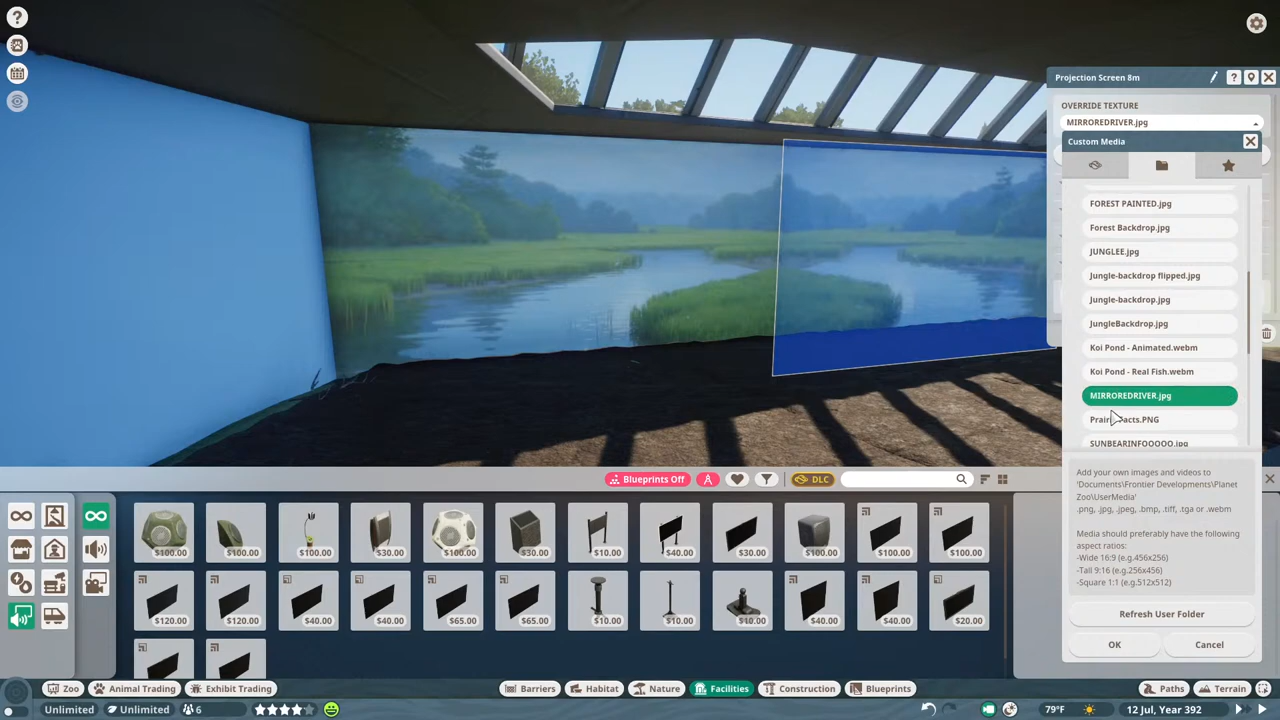 ?
Projection Screen 8m
?
OVERRIDE TEXTURE
MIRROREDRIVER.jpg
Custom Media
FOREST PAINTED.jpg
Forest Backdrop.jpg
JUNGLEE.jpg
Jungle-backdrop flipped.jpg
Jungle-backdrop.jpg
JungleBackdrop.jpg
Koi Pond - Animated.webm
Koi Pond - Real Fish.webm
MIRROREDRIVER.jpg
SUNBEARINFOOOOO.jpg
Add your own images and videos to
'Documents\Frontier Developments\Planet
Zoo\UserMedia'
.png, .jpg, .jpeg, .bmp, .tiff, .tga or .webm
Media should preferably have the following
aspect ratios:
-Wide 16:9 (e.g.456x256)
-Tall 9:16 (e.g.256x456)
-Square 1:1 (e.g.512x512)
Refresh User Folder
OK Cancel
Blueprints Off DLC
$100.00 $100.00 $100.00 $30.00 $100.00 $30.00 $10.00 $40.00 $30.00 $100.00 $100.00 $100.00
$120.00 $120.00 $40.00 $40.00 $65.00 $65.00 $10.00 $10.00 $10.00 $40.00 $40.00 $20.00
Zoo Animal Trading Exhibit Trading Barriers Habitat Nature Facilities Construction Blueprints Paths Terrain
Unlimited Unlimited 6 79°F 12 Jul, Year 392